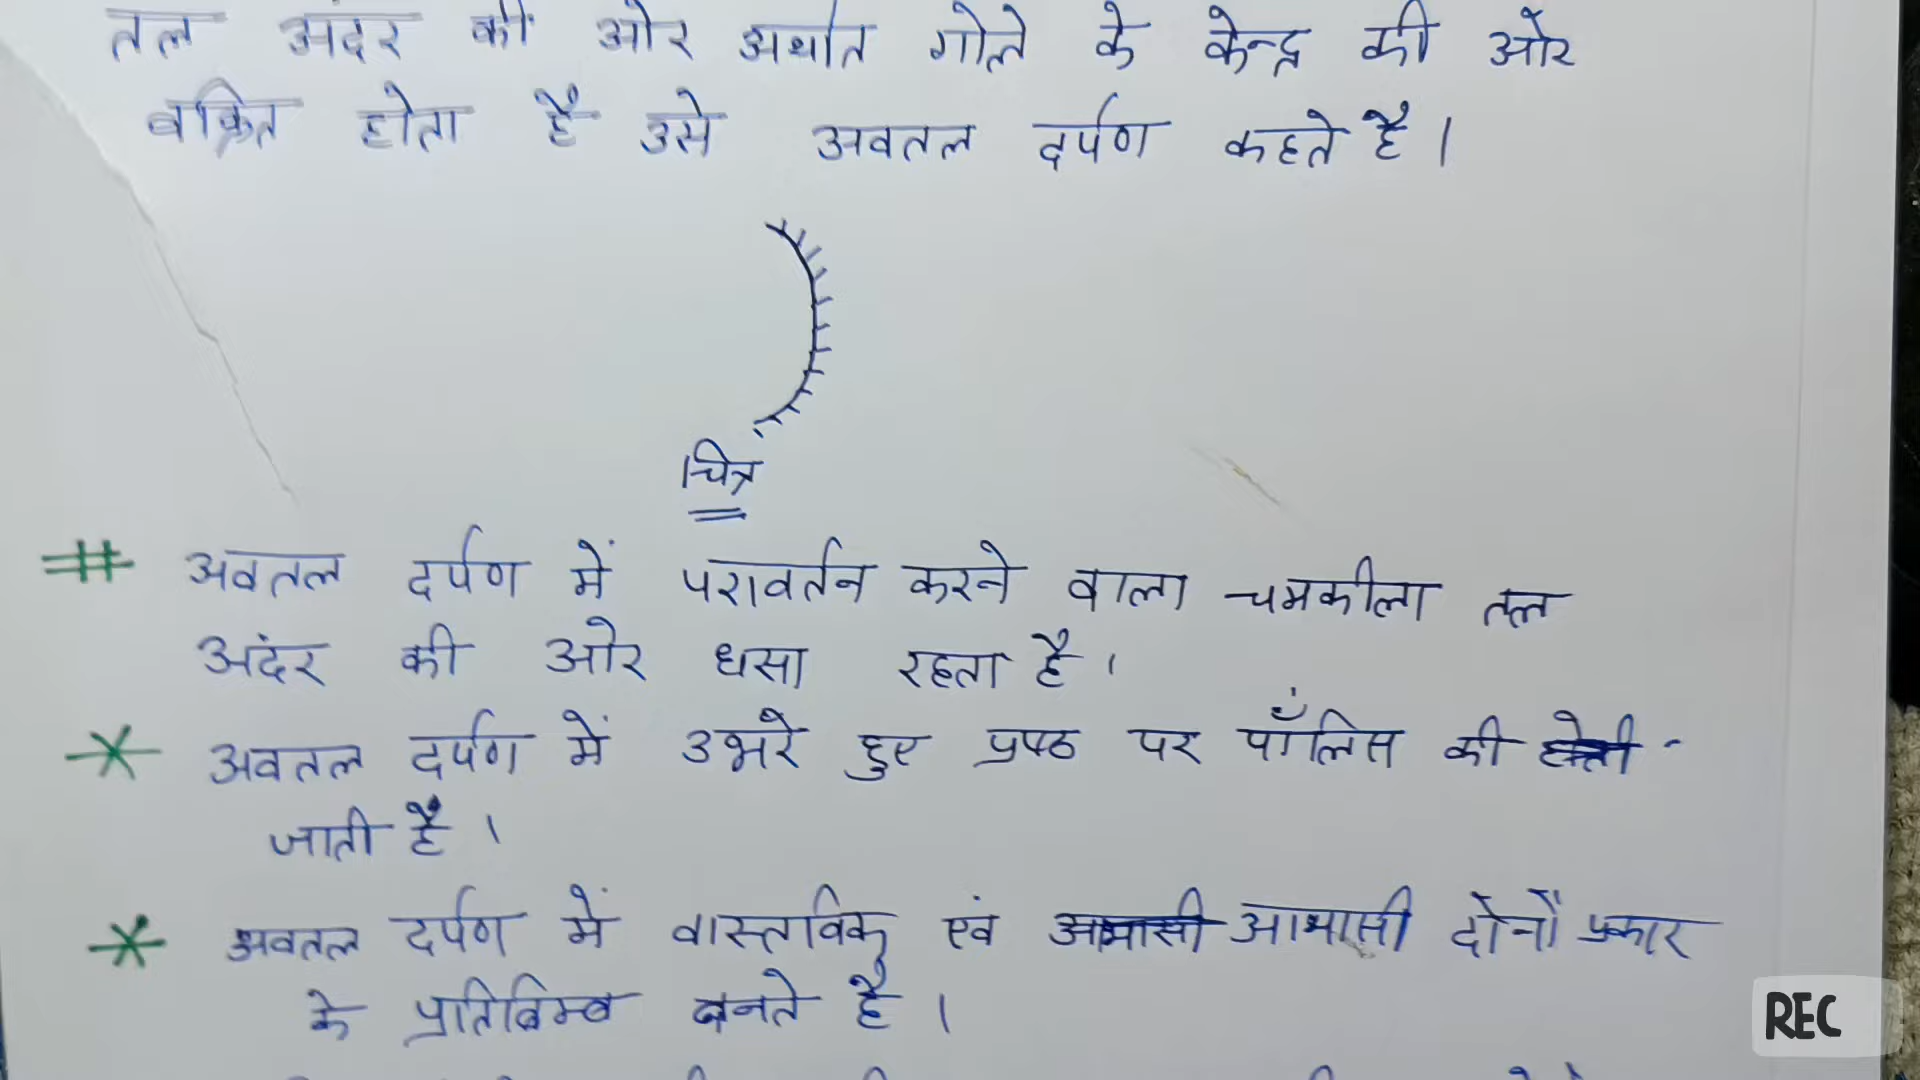 तल अंदर की ओर अर्थात गोले के केन्द्र की ओर
वक्रित होता है उसे अवतल दर्पण कहते है।
चित्र
# अवतल दर्पण में परावर्तन करने वाला चमकीला तल
अंदर की ओर धसा रहता है।
* अवतल दर्पण में उभरे हुए प्रष्ठ पर पॉलिस की
जाती है।
* अवतल दर्पण में वास्तविक एवं आभासी दोनों प्रकार
के प्रतिबिम्ब बनते है।
REC